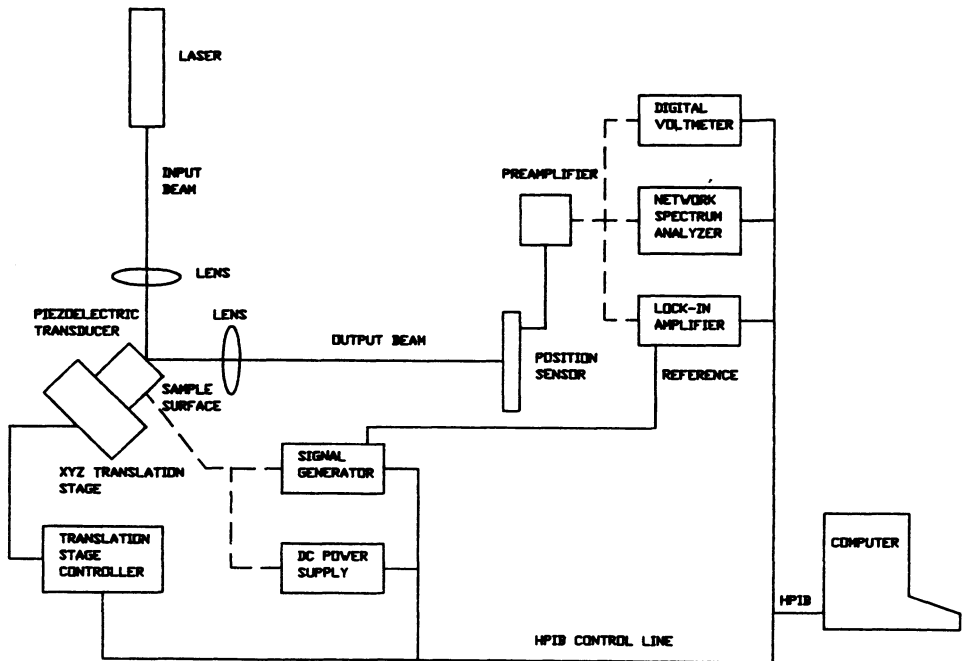 LASER
DIGITAL
VOLTMETER
INPUT
BEAM
PREAMPLIFIER
NETWORK
SPECTRUM
ANALYZER
LENS
PIEZOELECTRIC
TRANSDUCER
LENS
LOCK-IN
AMPLIFIER
OUTPUT BEAM
POSITION
SENSOR
REFERENCE
SAMPLE
SURFACE
XYZ TRANSLATION
STAGE
SIGNAL
GENERATOR
TRANSLATION
STAGE
CONTROLLER
DC POWER
SUPPLY
COMPUTER
HPIB
HPIB CONTROL LINE